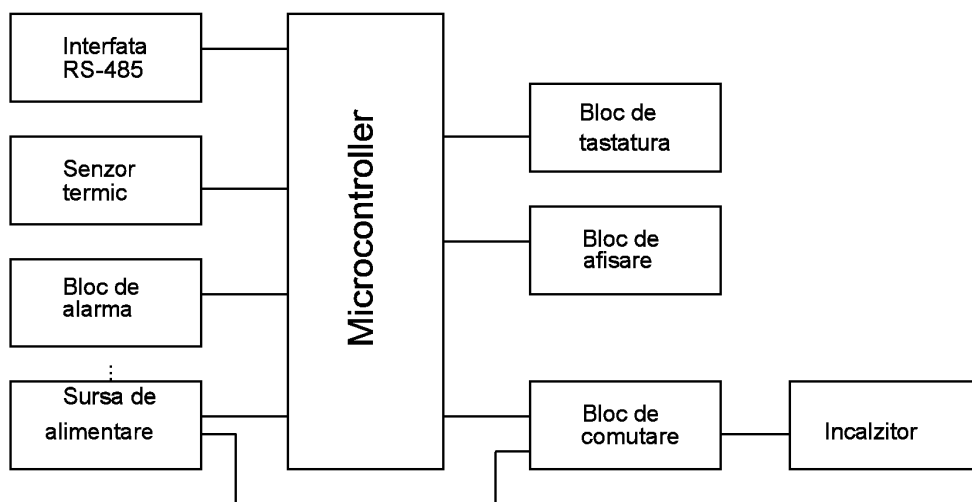 Interfata
RS-485
Senzor
termic
Bloc de
alarma
Sursa de
alimentare
Microcontroller
Bloc de
tastatura
Bloc de
afisare
Bloc de
comutare
Incalzitor